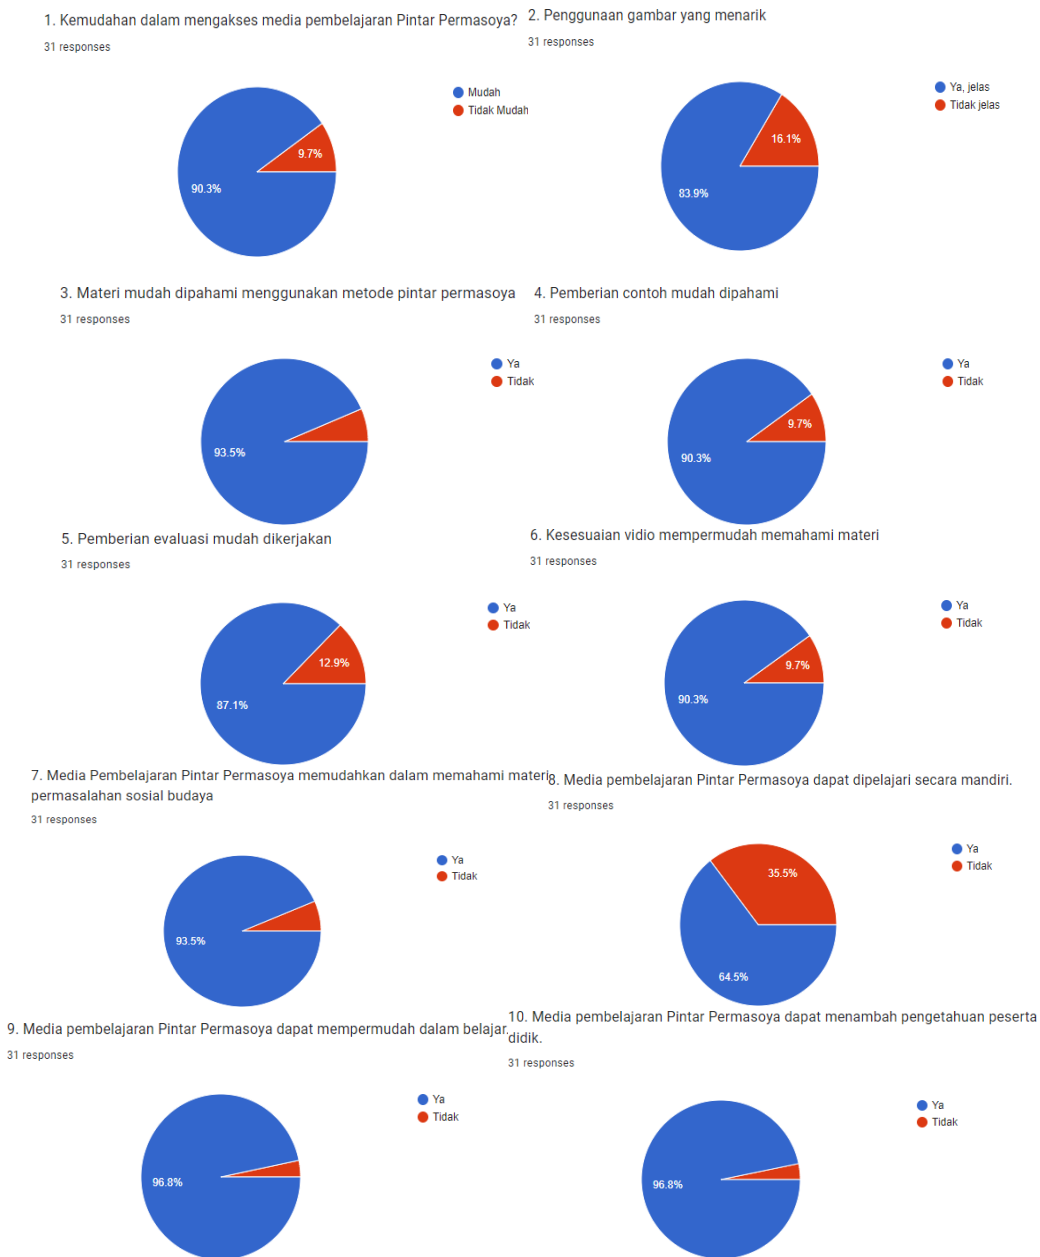 1. Kemudahan dalam mengakses media pembelajaran Pintar Permasoya?
31 responses
Mudah
Tidak Mudah
9.7%
90.3%
2. Penggunaan gambar yang menarik
31 responses
Ya, jelas
Tidak jelas
16.1%
83.9%
3. Materi mudah dipahami menggunakan metode pintar permasoya
31 responses
Ya
Tidak
93.5%
4. Pemberian contoh mudah dipahami
31 responses
Ya
Tidak
9.7%
90.3%
5. Pemberian evaluasi mudah dikerjakan
31 responses
Ya
Tidak
12.9%
87.1%
6. Kesesuaian vidio mempermudah memahami materi
31 responses
Ya
Tidak
9.7%
90.3%
7. Media Pembelajaran Pintar Permasoya memudahkan dalam memahami materi
permasalahan sosial budaya
31 responses
Ya
Tidak
93.5%
8. Media pembelajaran Pintar Permasoya dapat dipelajari secara mandiri.
31 responses
Ya
Tidak
35.5%
64.5%
9. Media pembelajaran Pintar Permasoya dapat mempermudah dalam belajar.
31 responses
Ya
Tidak
96.8%
10. Media pembelajaran Pintar Permasoya dapat menambah pengetahuan peserta
didik.
31 responses
Ya
Tidak
96.8%